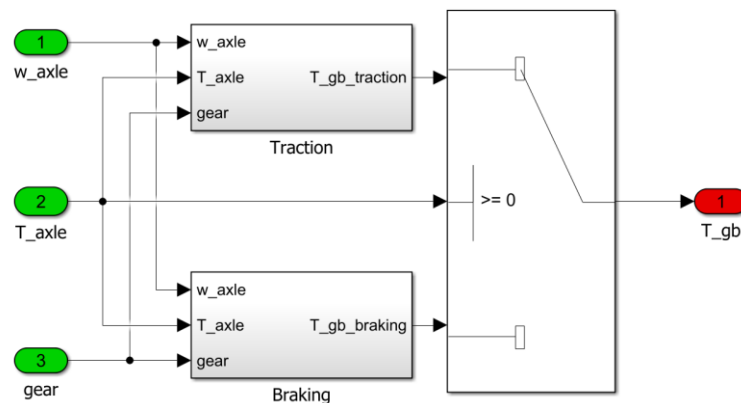 1
w_axle
w_axle
T_axle
gear
T_gb_traction
Traction
2
T_axle
>= 0
1
T_gb
w_axle
T_axle
gear
T_gb_braking
Braking
3
gear